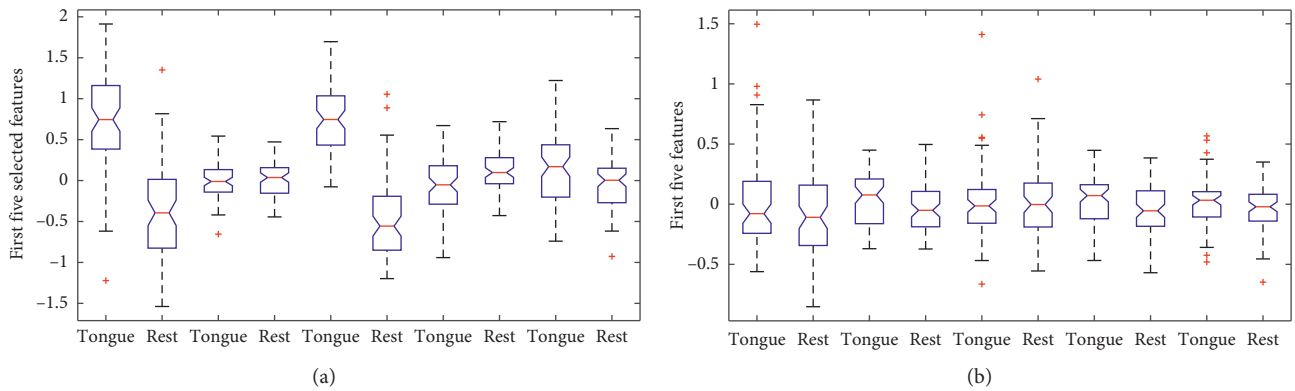 First five selected features
2
1.5
1
0.5
0
−0.5
−1
−1.5
Tongue Rest Tongue Rest Tongue Rest Tongue Rest Tongue Rest
(a)
First five features
1.5
1
0.5
0
−0.5
Tongue Rest Tongue Rest Tongue Rest Tongue Rest Tongue Rest
(b)